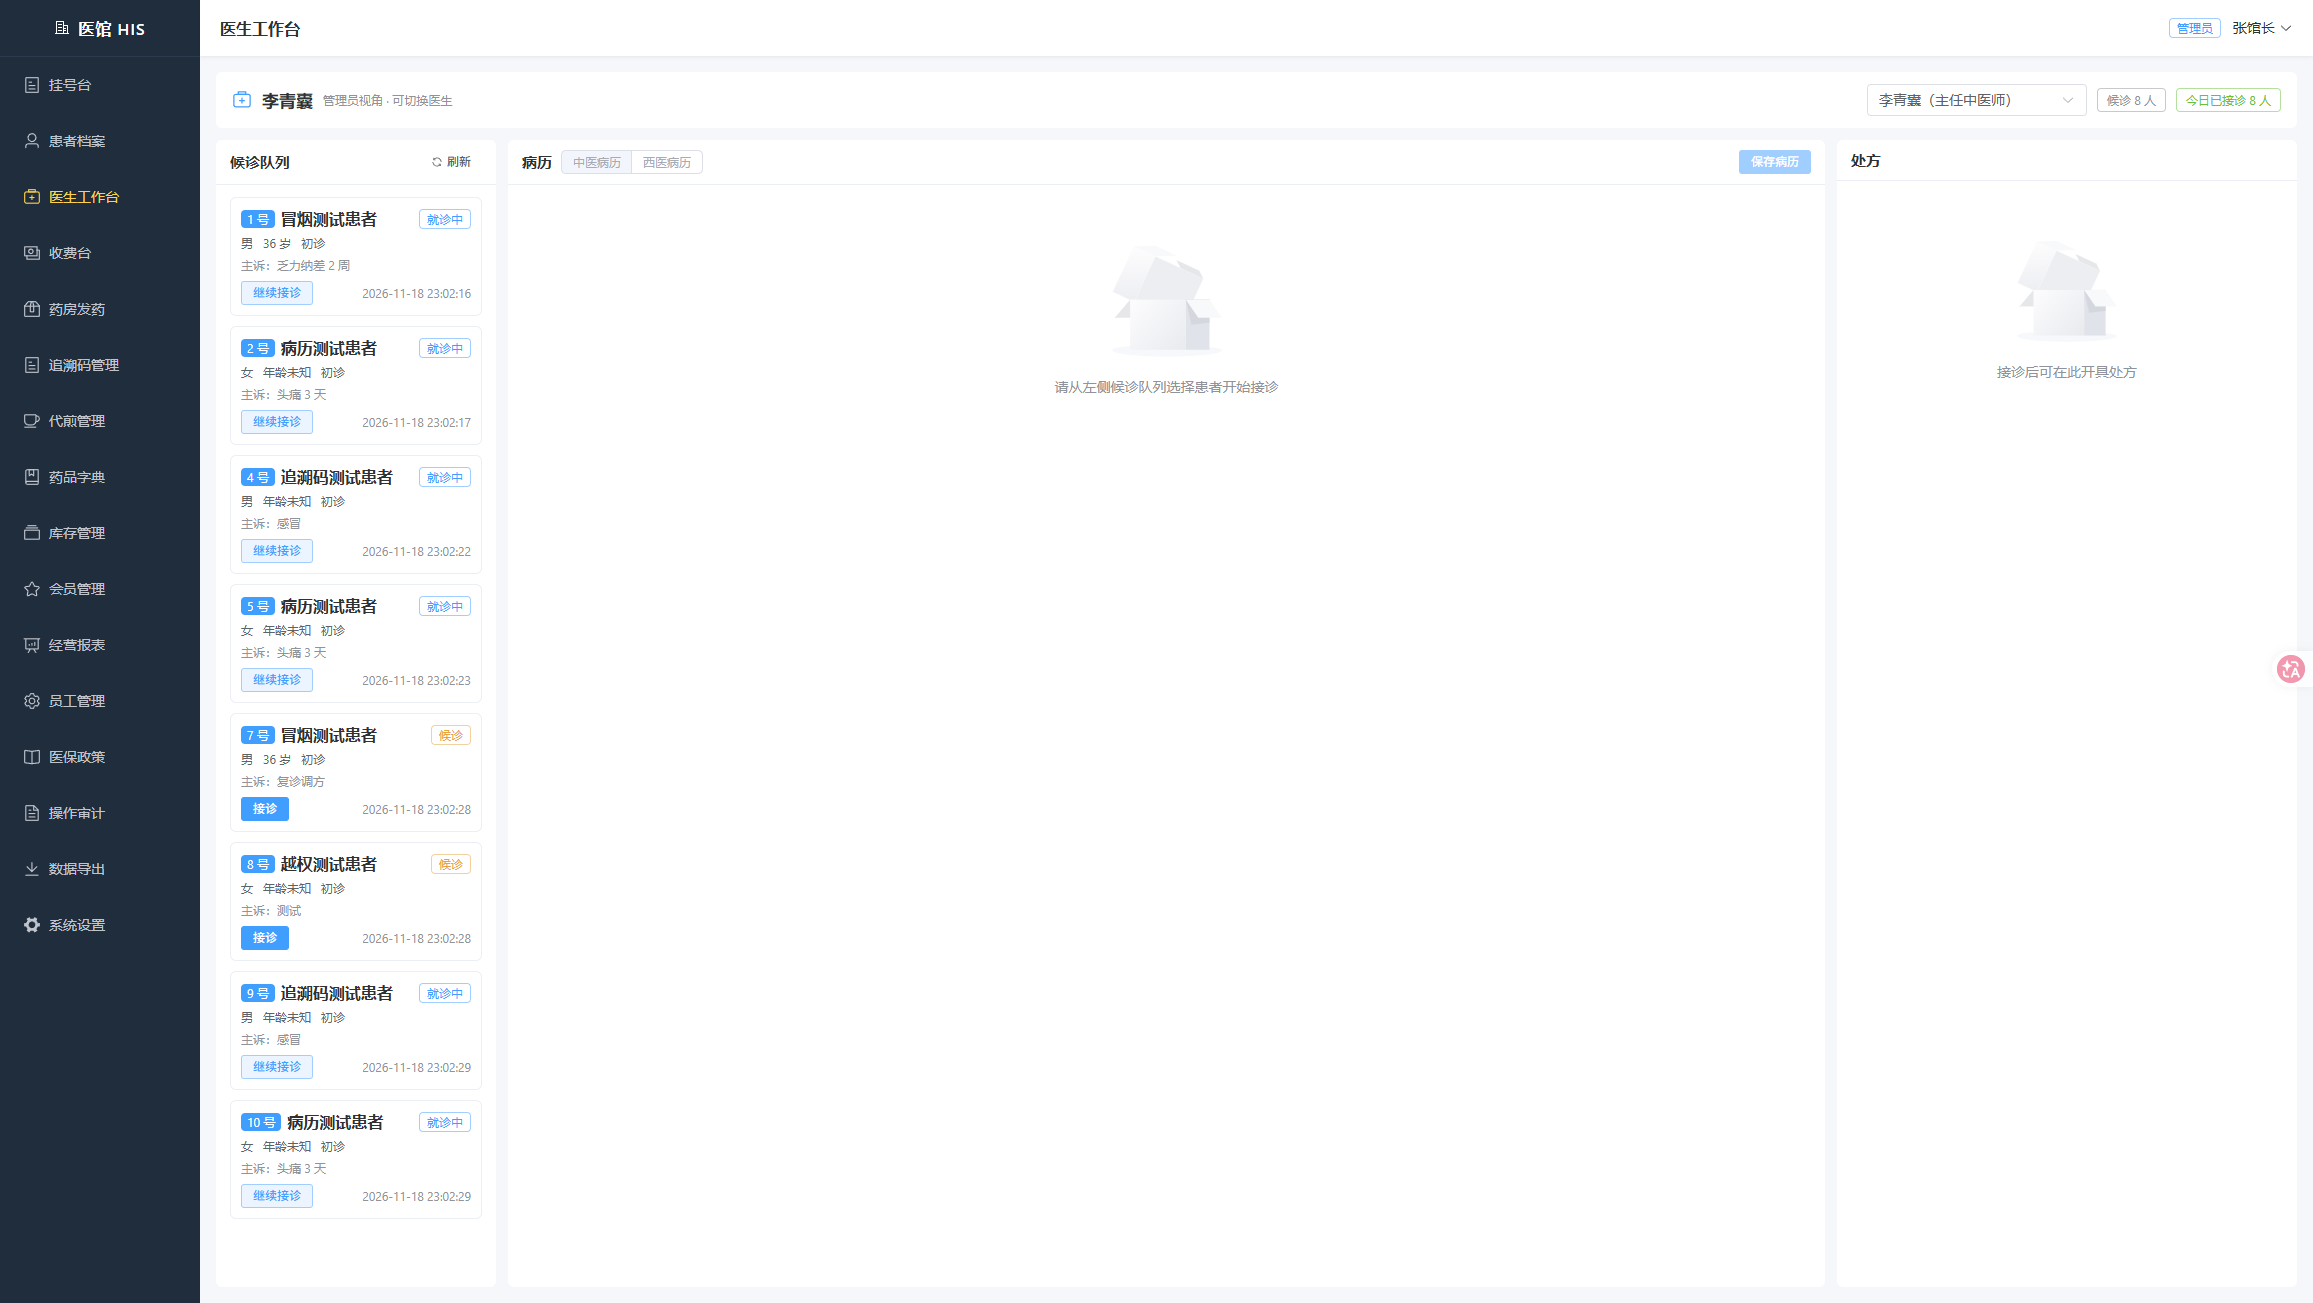 医馆 HIS
挂号台
患者档案
医生工作台
收费台
药房发药
追溯码管理
代煎管理
药品字典
库存管理
会员管理
经营报表
员工管理
医保政策
操作审计
数据导出
系统设置
医生工作台
管理员 张馆长
李青囊 管理员视角 · 可切换医生
李青囊（主任中医师） 候诊 8 人 今日已接诊 8 人
候诊队列 刷新
1 号 冒烟测试患者 就诊中
男 36 岁 初诊
主诉：乏力纳差 2 周
继续接诊 2026-11-18 23:02:16
2 号 病历测试患者 就诊中
女 年龄未知 初诊
主诉：头痛 3 天
继续接诊 2026-11-18 23:02:17
4 号 追溯码测试患者 就诊中
男 年龄未知 初诊
主诉：感冒
继续接诊 2026-11-18 23:02:22
5 号 病历测试患者 就诊中
女 年龄未知 初诊
主诉：头痛 3 天
继续接诊 2026-11-18 23:02:23
7 号 冒烟测试患者 候诊
男 36 岁 初诊
主诉：复诊调方
接诊 2026-11-18 23:02:28
8 号 越权测试患者 候诊
女 年龄未知 初诊
主诉：测试
接诊 2026-11-18 23:02:28
9 号 追溯码测试患者 就诊中
男 年龄未知 初诊
主诉：感冒
继续接诊 2026-11-18 23:02:29
10 号 病历测试患者 就诊中
女 年龄未知 初诊
主诉：头痛 3 天
继续接诊 2026-11-18 23:02:29
病历 中医病历 西医病历 保存病历
请从左侧候诊队列选择患者开始接诊
处方
接诊后可在此开具处方